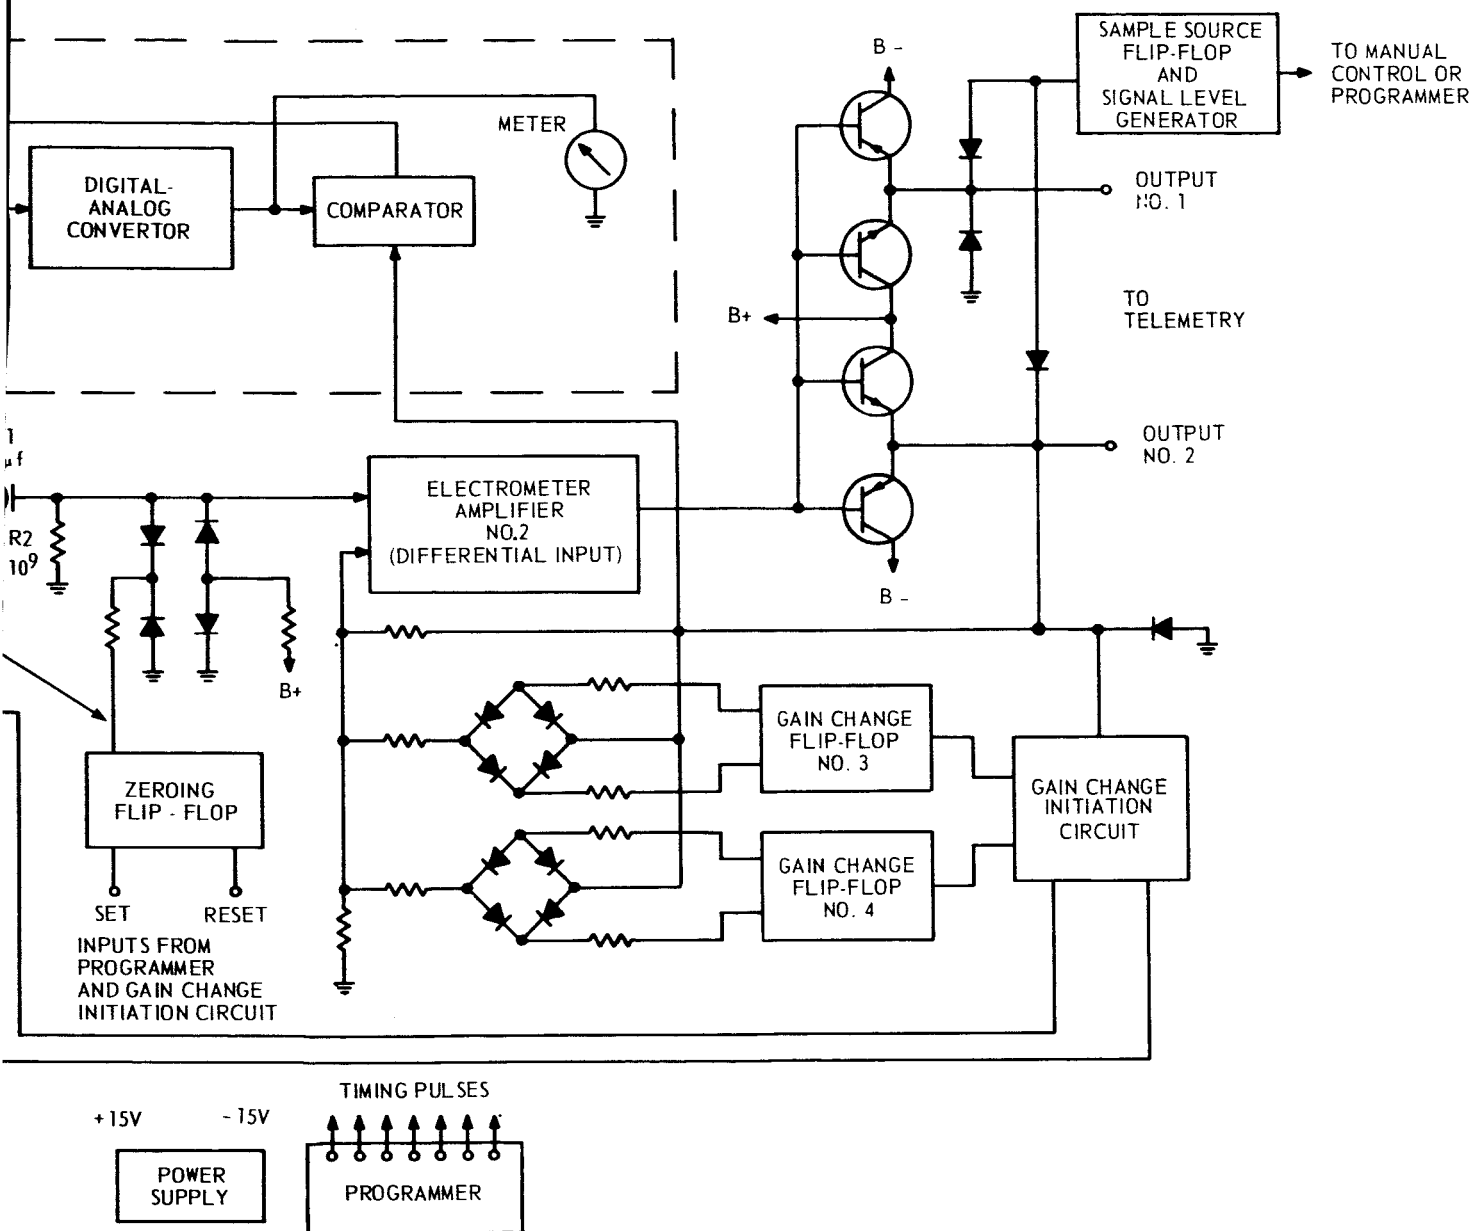 B -
SAMPLE SOURCE
FLIP-FLOP
AND
SIGNAL LEVEL
GENERATOR
TO MANUAL
CONTROL OR
PROGRAMMER
METER
DIGITAL-
ANALOG
CONVERTOR
COMPARATOR
OUTPUT
NO. 1
B+
TO
TELEMETRY
1
μf
R2
10⁹
ELECTROMETER
AMPLIFIER
NO.2
(DIFFERENTIAL INPUT)
OUTPUT
NO. 2
B -
B+
ZEROING
FLIP - FLOP
GAIN CHANGE
FLIP-FLOP
NO. 3
GAIN CHANGE
INITIATION
CIRCUIT
GAIN CHANGE
FLIP-FLOP
NO. 4
SET
RESET
INPUTS FROM
PROGRAMMER
AND GAIN CHANGE
INITIATION CIRCUIT
TIMING PULSES
+15V
-15V
POWER
SUPPLY
PROGRAMMER